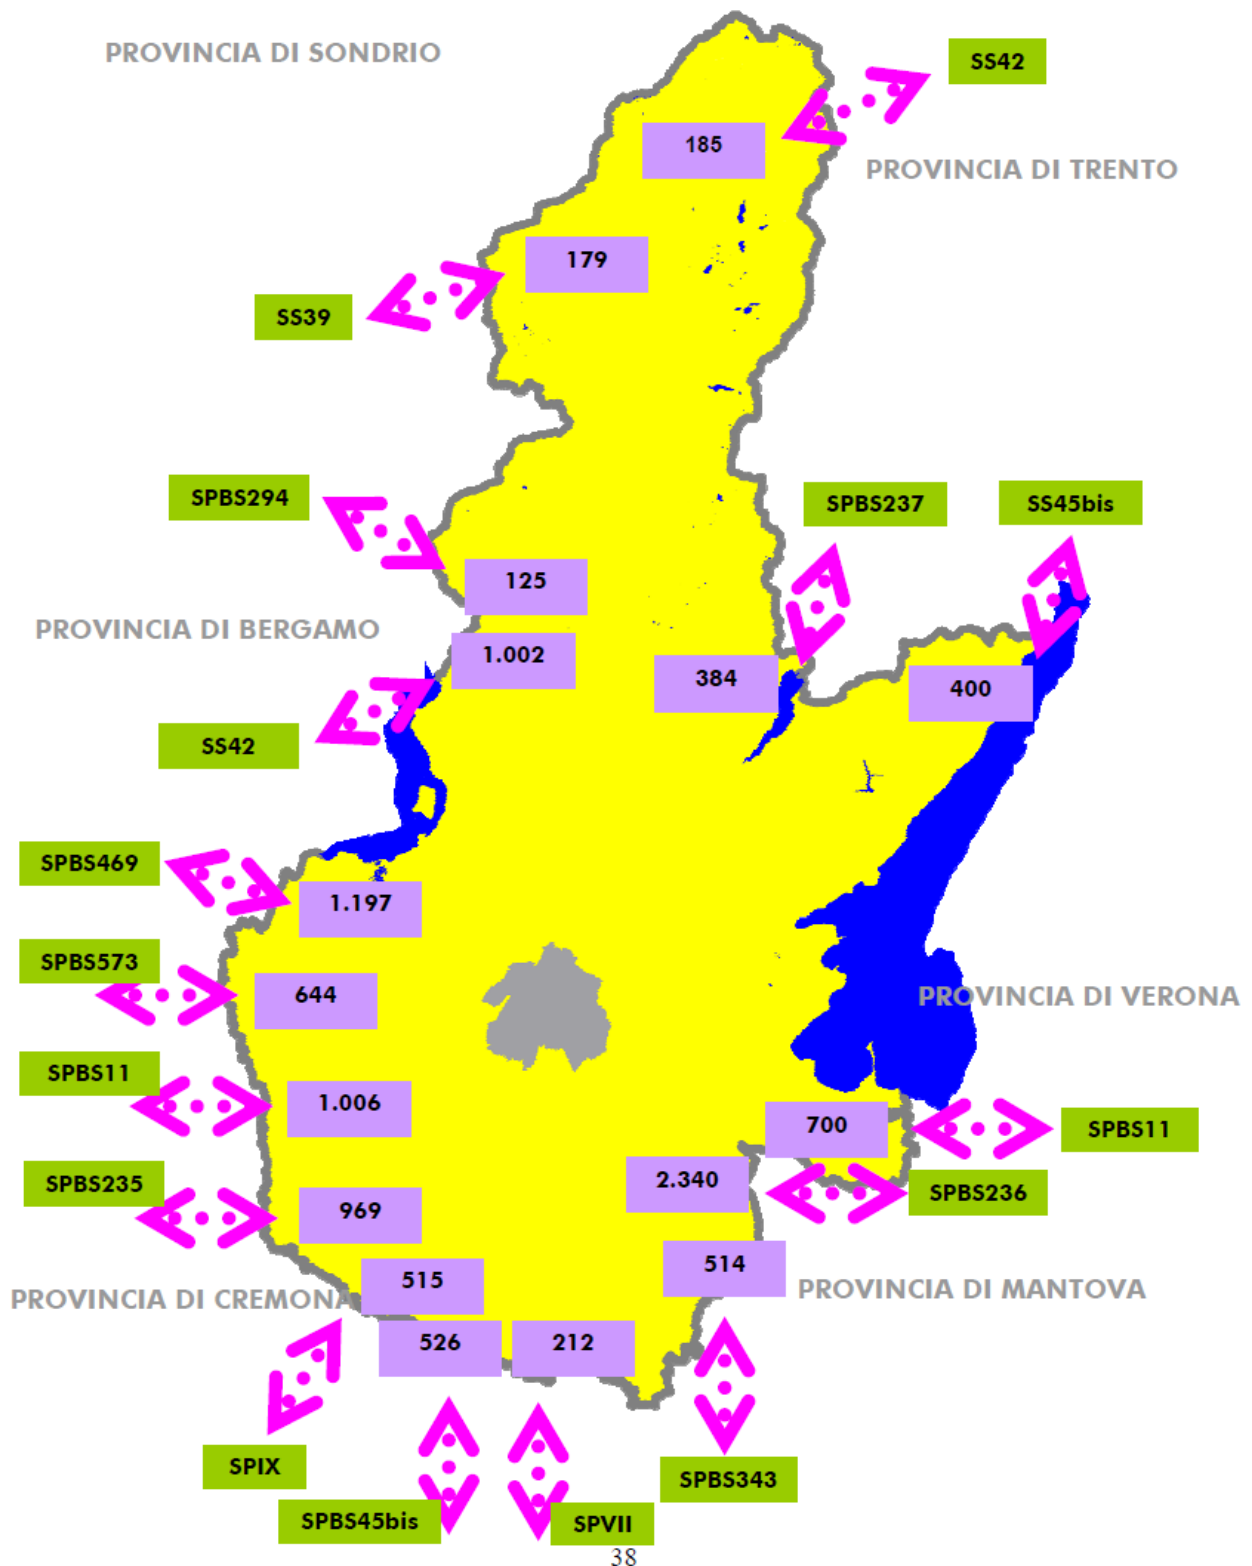 PROVINCIA DI SONDRIO
SS42
185
PROVINCIA DI TRENTO
179
SS39
SPBS294
SPBS237
SS45bis
125
PROVINCIA DI BERGAMO
1.002
384
400
SS42
SPBS469
1.197
SPBS573
644
PROVINCIA DI VERONA
SPBS11
1.006
700
SPBS11
SPBS235
2.340
SPBS236
969
514
515
PROVINCIA DI MANTOVA
PROVINCIA DI CREMONA
526
212
SPIX
SPBS343
SPBS45bis
SPVII
38